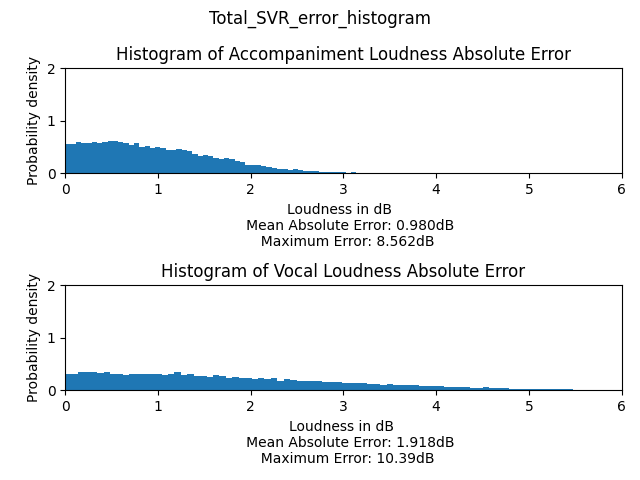 Total_SVR_error_histogram
Histogram of Accompaniment Loudness Absolute Error
Probability density
2
1
0
0 1 2 3 4 5 6
Loudness in dB
Mean Absolute Error: 0.980dB
Maximum Error: 8.562dB
Histogram of Vocal Loudness Absolute Error
Probability density
2
1
0
0 1 2 3 4 5 6
Loudness in dB
Mean Absolute Error: 1.918dB
Maximum Error: 10.39dB